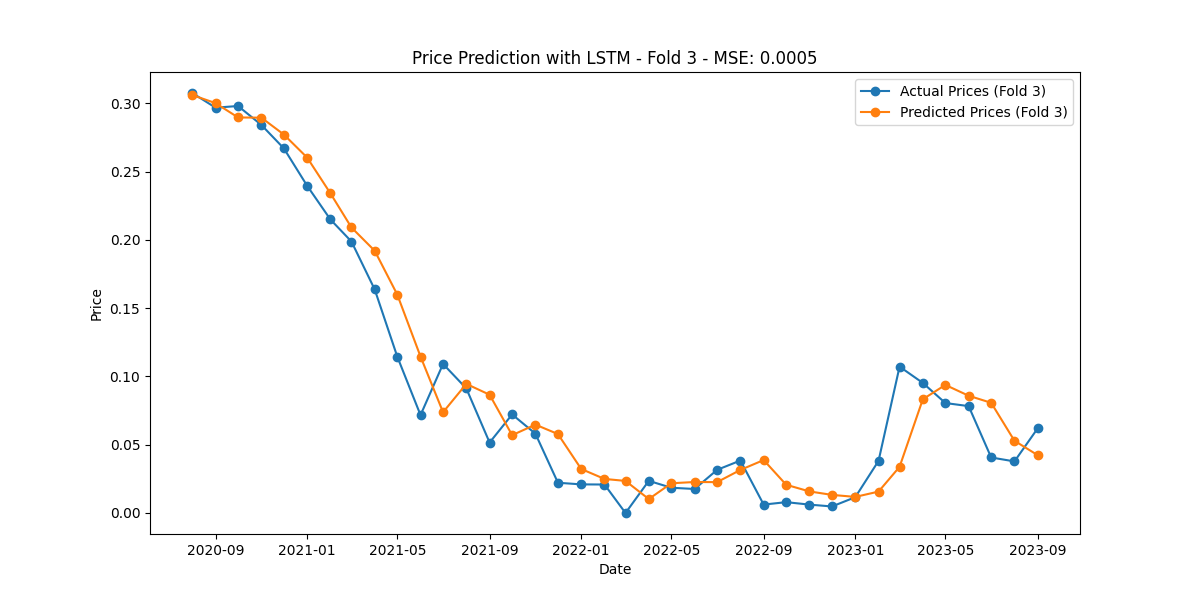 Price Prediction with LSTM - Fold 3 - MSE: 0.0005
Actual Prices (Fold 3)
Predicted Prices (Fold 3)
0.30
0.25
0.20
0.15
0.10
0.05
0.00
Price
2020-09 2021-01 2021-05 2021-09 2022-01 2022-05 2022-09 2023-01 2023-05 2023-09
Date